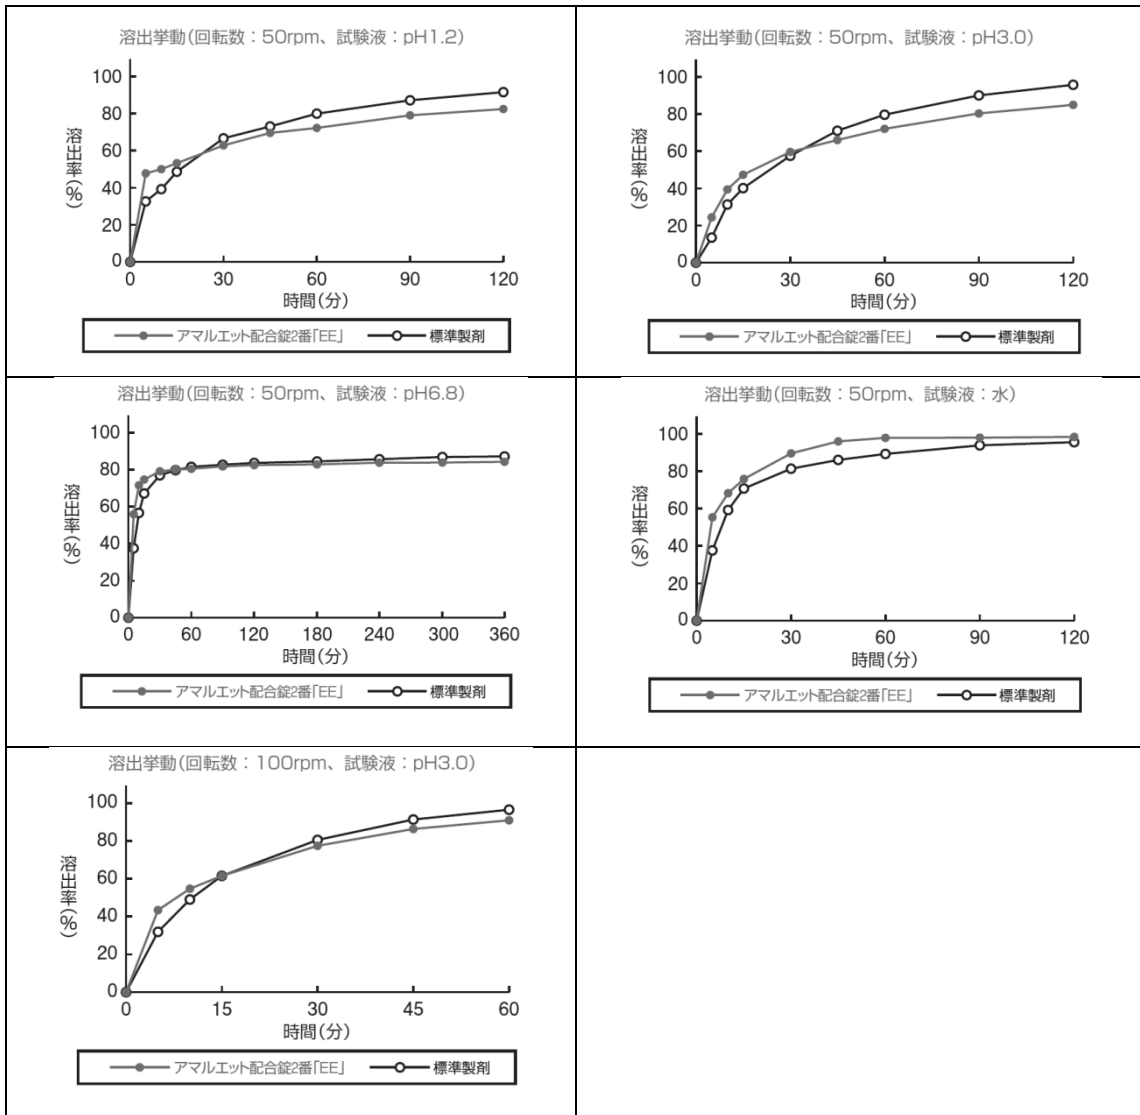 溶出挙動(回転数：50rpm、試験液：pH1.2)
溶出率(%)
100
80
60
40
20
0
0 30 60 90 120
時間(分)
アマルエット配合錠2番「EE」 標準製剤
溶出挙動(回転数：50rpm、試験液：pH3.0)
溶出率(%)
100
80
60
40
20
0
0 30 60 90 120
時間(分)
アマルエット配合錠2番「EE」 標準製剤
溶出挙動(回転数：50rpm、試験液：pH6.8)
溶出率(%)
100
80
60
40
20
0
0 60 120 180 240 300 360
時間(分)
アマルエット配合錠2番「EE」 標準製剤
溶出挙動(回転数：50rpm、試験液：水)
溶出率(%)
100
80
60
40
20
0
0 30 60 90 120
時間(分)
アマルエット配合錠2番「EE」 標準製剤
溶出挙動(回転数：100rpm、試験液：pH3.0)
溶出率(%)
100
80
60
40
20
0
0 15 30 45 60
時間(分)
アマルエット配合錠2番「EE」 標準製剤